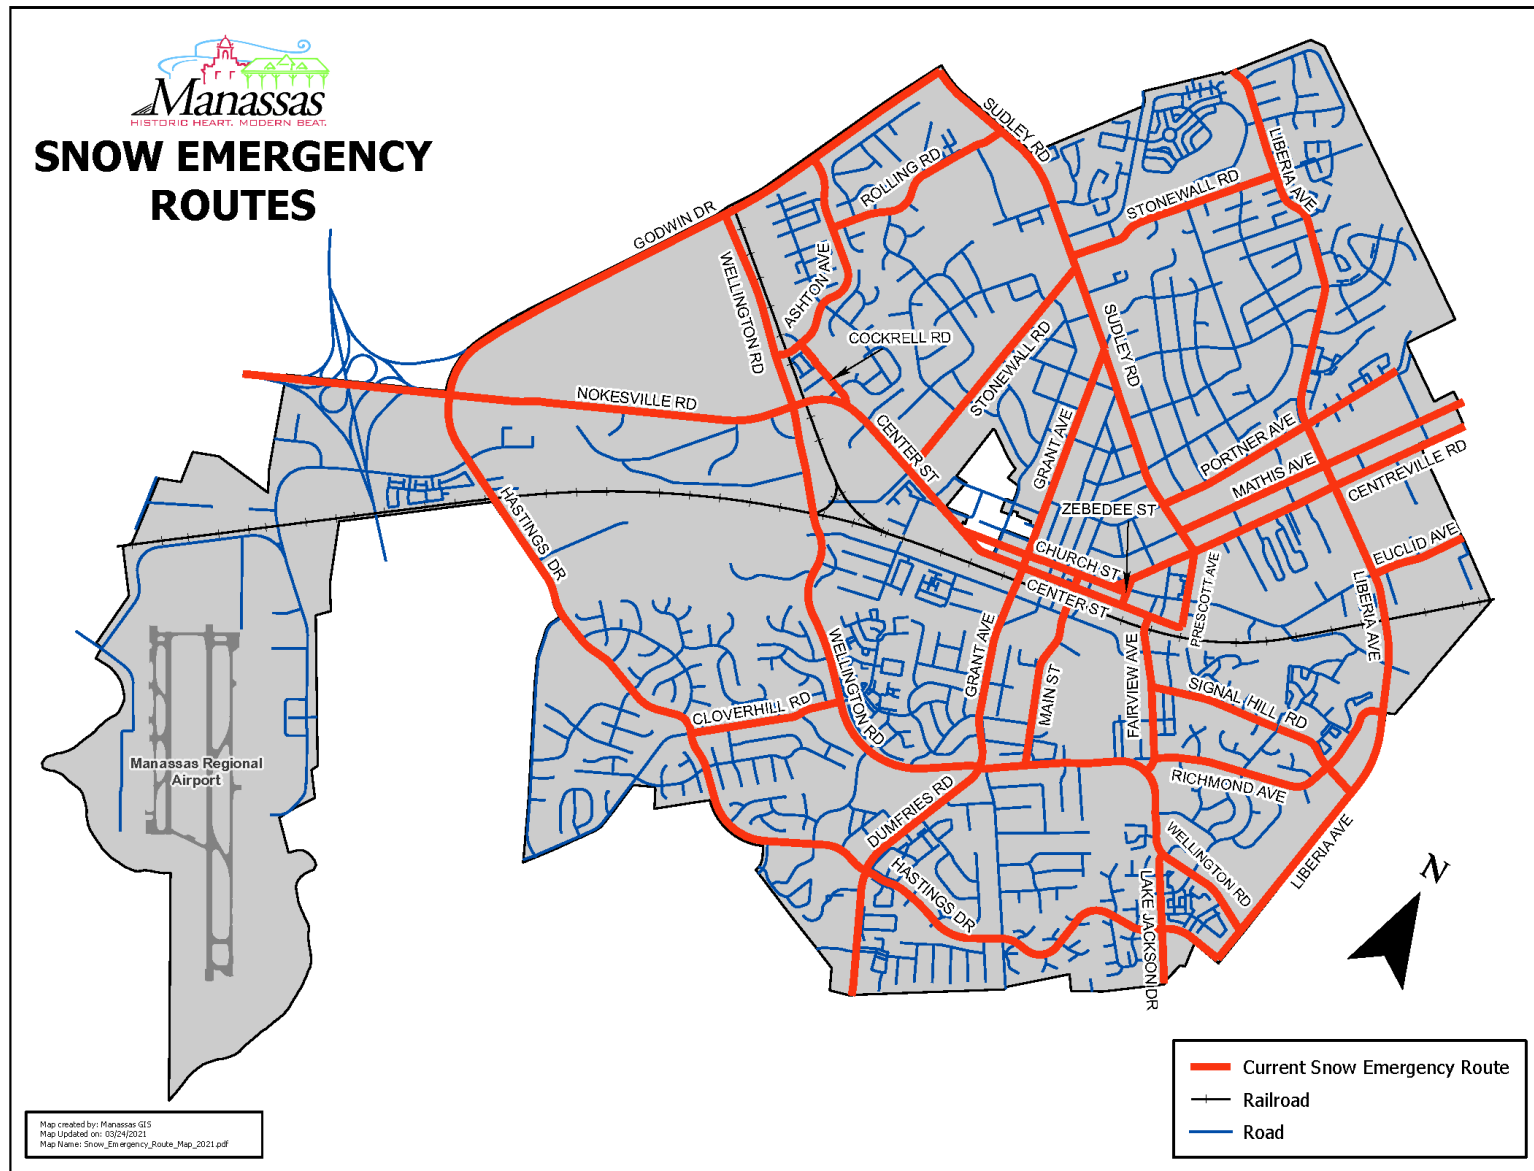 Manassas
HISTORIC HEART. MODERN BEAT.
SNOW EMERGENCY
ROUTES
SUDLEY RD
LIBERIA AVE
ROLLING RD
STONEWALL RD
GODWIN DR
WELLINGTON RD
ASHTON AVE
COCKRELL RD
STONEWALL RD
SUDLEY RD
NOKESVILLE RD
CENTER ST
GRANT AVE
PORTNER AVE
MATHIS AVE
CENTREVILLE RD
HASTINGS DR
ZEBEDEE ST
CHURCH ST
EUCLID AVE
CENTER ST
PRESCOTT AVE
LIBERIA AVE
WELLINGTON RD
GRANT AVE
MAIN ST
FAIRVIEW AVE
SIGNAL HILL RD
CLOVERHILL RD
Manassas Regional
Airport
RICHMOND AVE
DUMFRIES RD
WELLINGTON RD
LIBERIA AVE
HASTINGS DR
LAKE JACKSON DR
N
Current Snow Emergency Route
Railroad
Road
Map created by: Manassas GIS
Map Updated on: 03/24/2021
Map Name: Snow_Emergency_Route_Map_2021.pdf